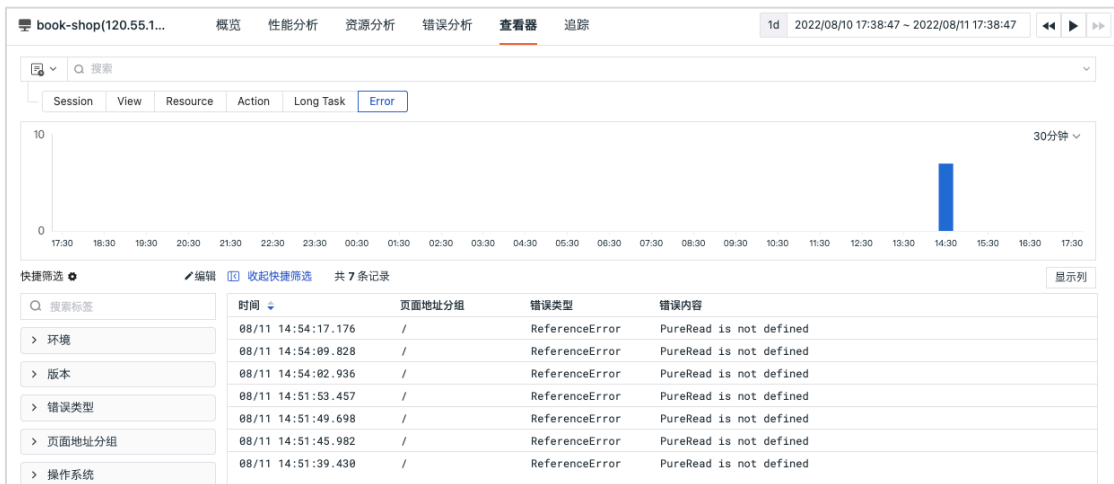 book-shop(120.55.1... 概览 性能分析 资源分析 错误分析 查看器 追踪 1d 2022/08/10 17:38:47 ~ 2022/08/11 17:38:47
搜索
Session View Resource Action Long Task Error
10 30分钟
0
17:30 18:30 19:30 20:30 21:30 22:30 23:30 00:30 01:30 02:30 03:30 04:30 05:30 06:30 07:30 08:30 09:30 10:30 11:30 12:30 13:30 14:30 15:30 16:30 17:30
快捷筛选 编辑 收起快捷筛选 共 7 条记录 显示列
搜索标签
环境
版本
错误类型
页面地址分组
操作系统
时间 页面地址分组 错误类型 错误内容
08/11 14:54:17.176 / ReferenceError PureRead is not defined
08/11 14:54:09.828 / ReferenceError PureRead is not defined
08/11 14:54:02.936 / ReferenceError PureRead is not defined
08/11 14:51:53.457 / ReferenceError PureRead is not defined
08/11 14:51:49.698 / ReferenceError PureRead is not defined
08/11 14:51:45.982 / ReferenceError PureRead is not defined
08/11 14:51:39.430 / ReferenceError PureRead is not defined